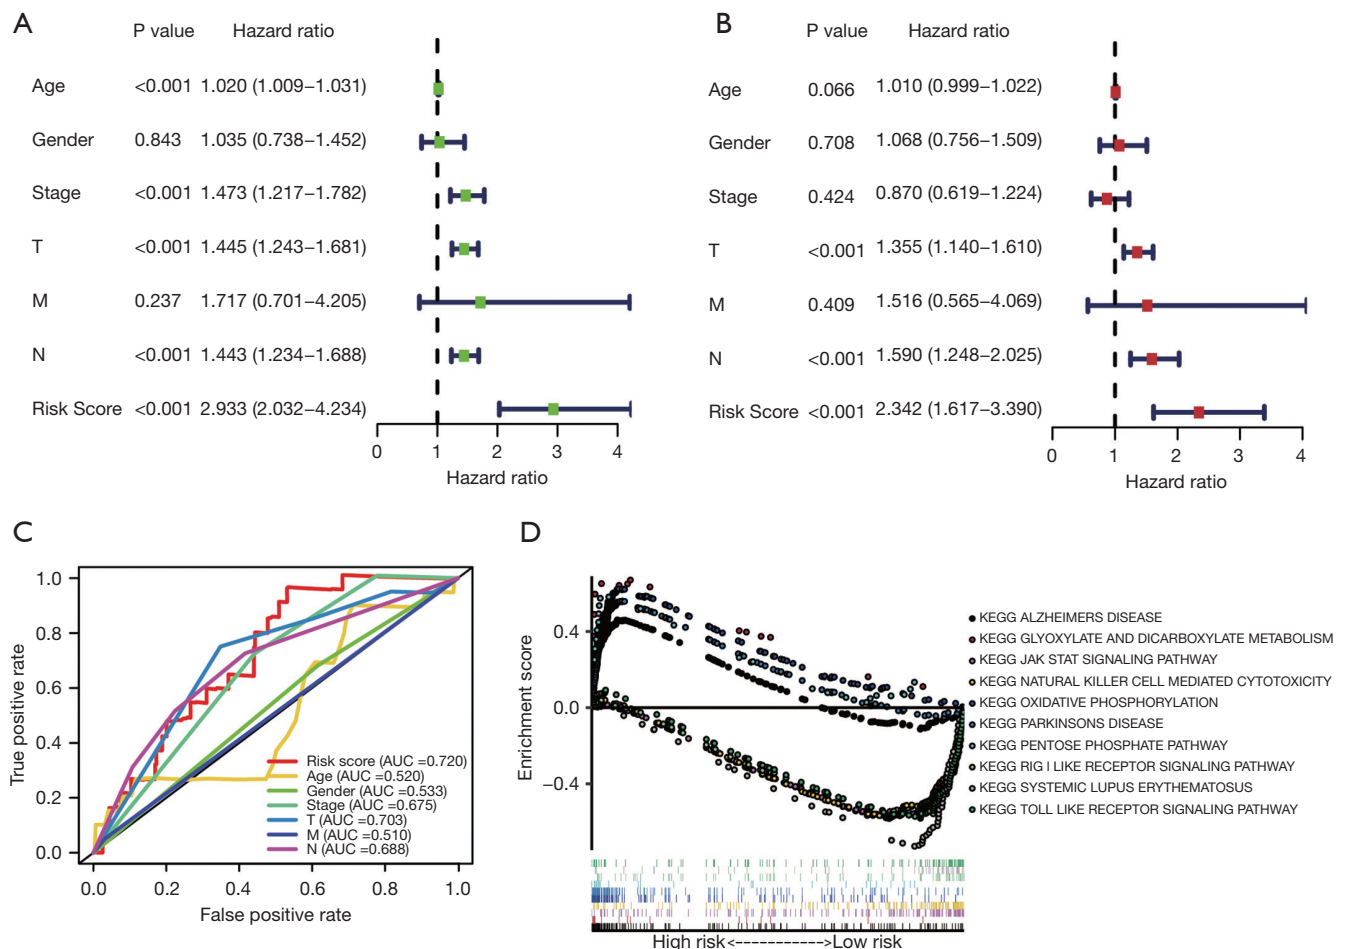 A
P value Hazard ratio
Age <0.001 1.020 (1.009–1.031)
Gender 0.843 1.035 (0.738–1.452)
Stage <0.001 1.473 (1.217–1.782)
T <0.001 1.445 (1.243–1.681)
M 0.237 1.717 (0.701–4.205)
N <0.001 1.443 (1.234–1.688)
Risk Score <0.001 2.933 (2.032–4.234)
0 1 2 3 4
Hazard ratio
B
P value Hazard ratio
Age 0.066 1.010 (0.999–1.022)
Gender 0.708 1.068 (0.756–1.509)
Stage 0.424 0.870 (0.619–1.224)
T <0.001 1.355 (1.140–1.610)
M 0.409 1.516 (0.565–4.069)
N <0.001 1.590 (1.248–2.025)
Risk Score <0.001 2.342 (1.617–3.390)
0 1 2 3 4
Hazard ratio
C
True positive rate
1.0
0.8
0.6
0.4
0.2
0.0
Risk score (AUC =0.720)
Age (AUC =0.520)
Gender (AUC =0.533)
Stage (AUC =0.675)
T (AUC =0.703)
M (AUC =0.510)
N (AUC =0.688)
0.0 0.2 0.4 0.6 0.8 1.0
False positive rate
D
Enrichment score
0.4
0.0
−0.4
KEGG ALZHEIMERS DISEASE
KEGG GLYOXYLATE AND DICARBOXYLATE METABOLISM
KEGG JAK STAT SIGNALING PATHWAY
KEGG NATURAL KILLER CELL MEDIATED CYTOTOXICITY
KEGG OXIDATIVE PHOSPHORYLATION
KEGG PARKINSONS DISEASE
KEGG PENTOSE PHOSPHATE PATHWAY
KEGG RIG I LIKE RECEPTOR SIGNALING PATHWAY
KEGG SYSTEMIC LUPUS ERYTHEMATOSUS
KEGG TOLL LIKE RECEPTOR SIGNALING PATHWAY
High risk<------------>Low risk